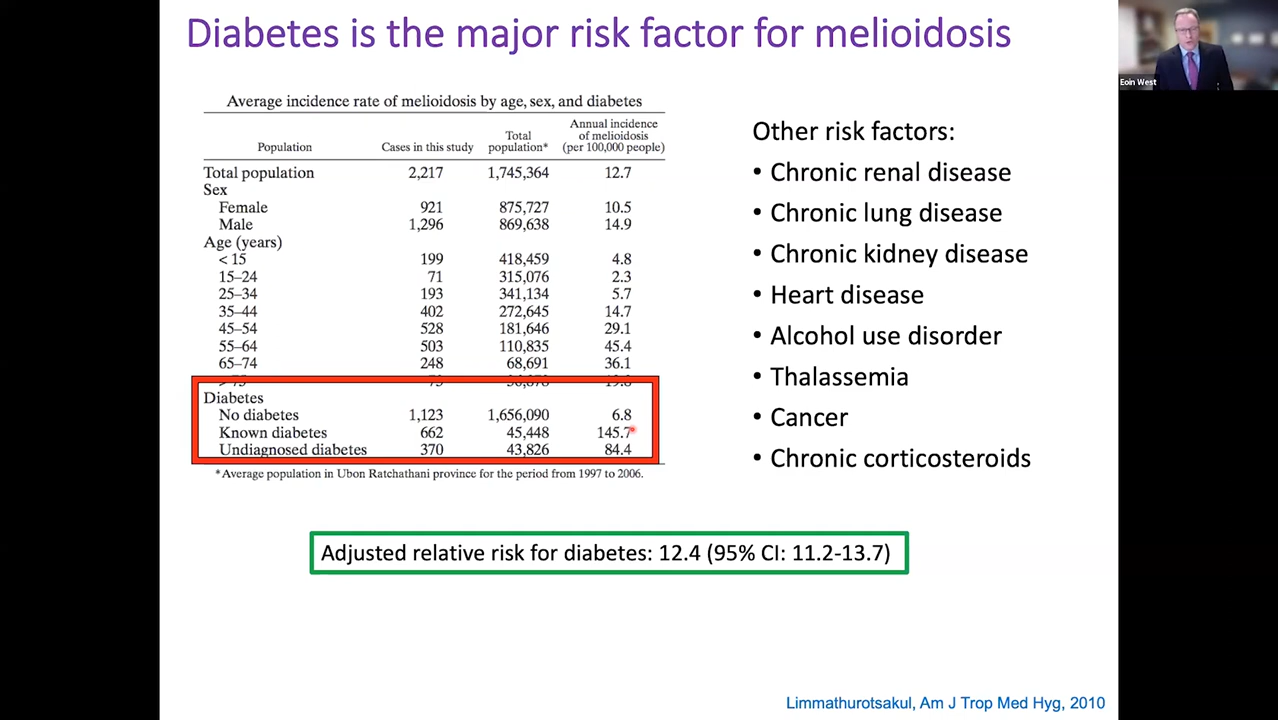 Diabetes is the major risk factor for melioidosis
Eoin West
Average incidence rate of melioidosis by age, sex, and diabetes
Population Cases in this study Total population* Annual incidence of melioidosis (per 100,000 people)
Total population 2,217 1,745,364 12.7
Sex
Female 921 875,727 10.5
Male 1,296 869,638 14.9
Age (years)
< 15 199 418,459 4.8
15–24 71 315,076 2.3
25–34 193 341,134 5.7
35–44 402 272,645 14.7
45–54 528 181,646 29.1
55–64 503 110,835 45.4
65–74 248 68,691 36.1
Diabetes
No diabetes 1,123 1,656,090 6.8
Known diabetes 662 45,448 145.7
Undiagnosed diabetes 370 43,826 84.4
*Average population in Ubon Ratchathani province for the period from 1997 to 2006.
Other risk factors:
• Chronic renal disease
• Chronic lung disease
• Chronic kidney disease
• Heart disease
• Alcohol use disorder
• Thalassemia
• Cancer
• Chronic corticosteroids
Adjusted relative risk for diabetes: 12.4 (95% CI: 11.2-13.7)
Limmathurotsakul, Am J Trop Med Hyg, 2010